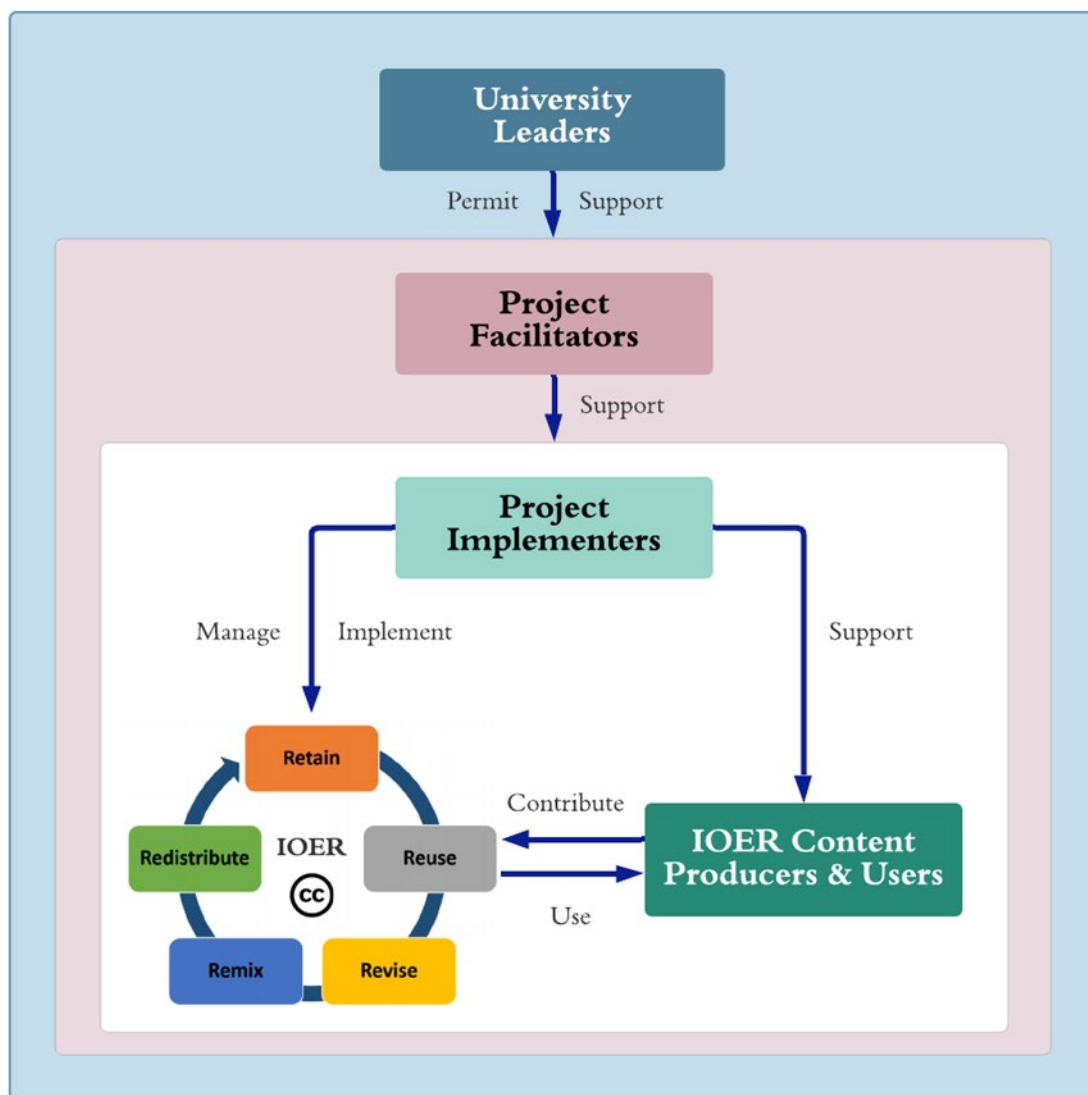 University
Leaders
Permit
Support
Project
Facilitators
Support
Project
Implementers
Manage
Implement
Support
Retain
Contribute
IOER
Redistribute
Reuse
IOER Content
Producers & Users
cc
Use
Remix
Revise